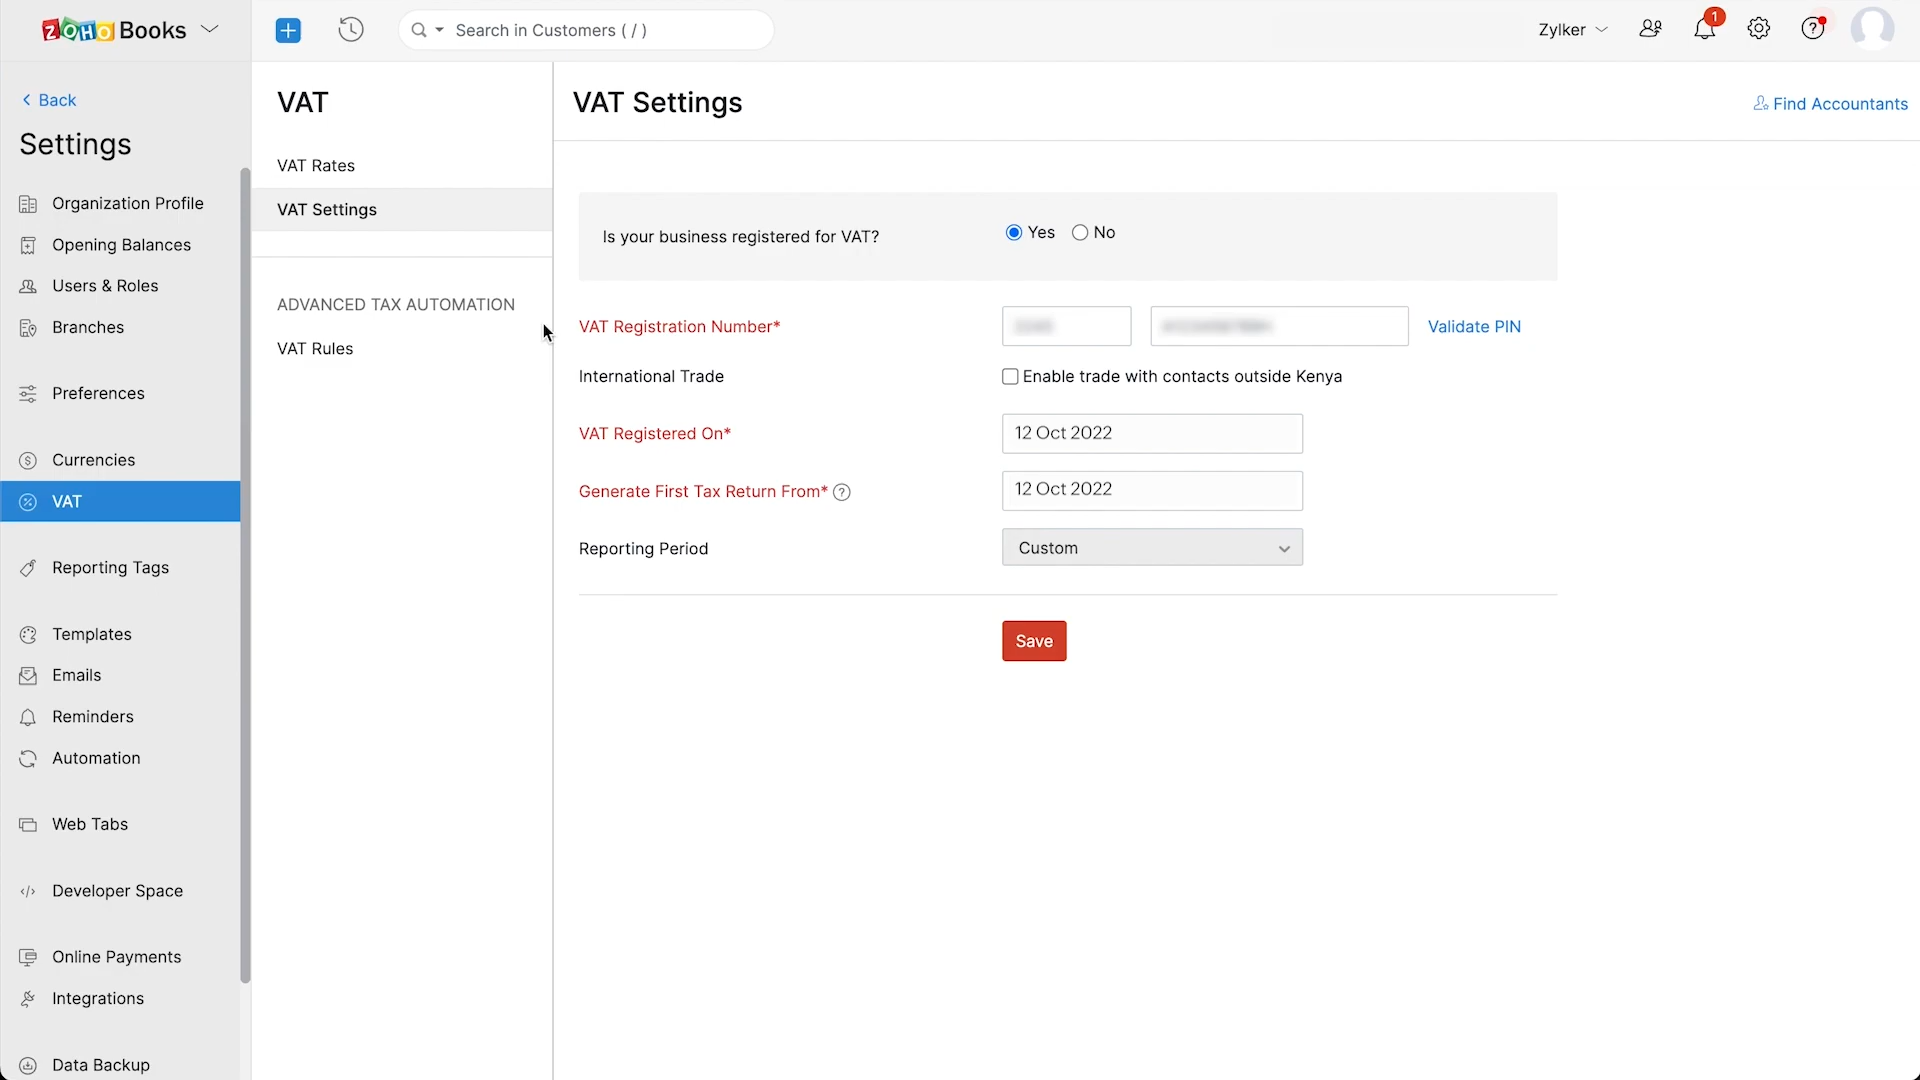 ZOHO Books
Search in Customers ( / )
Zylker
1
Back
Settings
Organization Profile
Opening Balances
Users & Roles
Branches
Preferences
Currencies
VAT
Reporting Tags
Templates
Emails
Reminders
Automation
Web Tabs
Developer Space
Online Payments
Integrations
Data Backup
VAT
VAT Rates
VAT Settings
ADVANCED TAX AUTOMATION
VAT Rules
VAT Settings
Find Accountants
Is your business registered for VAT?
Yes
No
VAT Registration Number*
Validate PIN
International Trade
Enable trade with contacts outside Kenya
VAT Registered On*
12 Oct 2022
Generate First Tax Return From*
12 Oct 2022
Reporting Period
Custom
Save